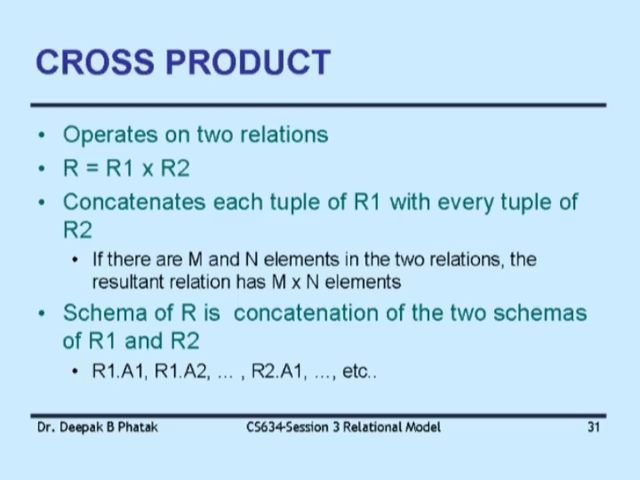 CROSS PRODUCT
• Operates on two relations
• R = R1 x R2
• Concatenates each tuple of R1 with every tuple of
R2
• If there are M and N elements in the two relations, the
resultant relation has M x N elements
• Schema of R is concatenation of the two schemas
of R1 and R2
• R1.A1, R1.A2, ... , R2.A1, ..., etc..
Dr. Deepak B Phatak CS634-Session 3 Relational Model 31